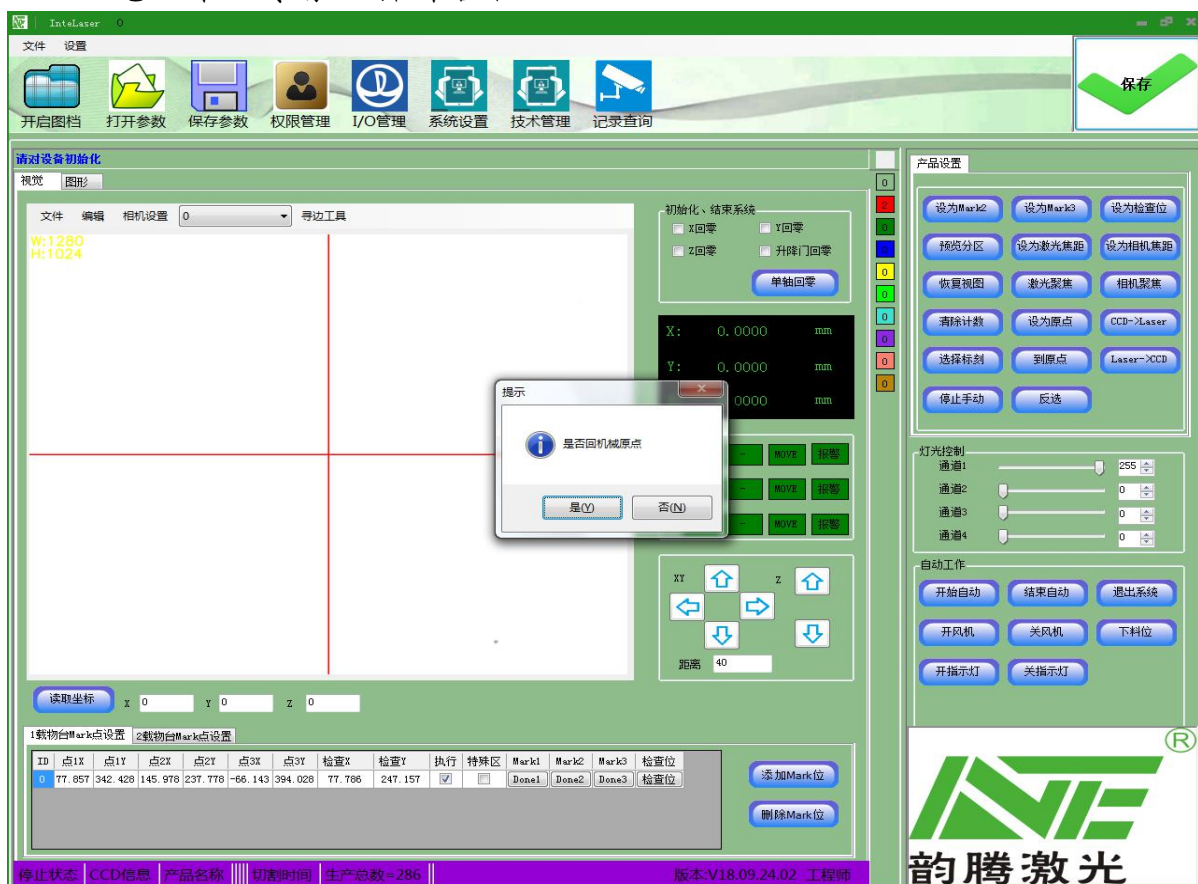 InteLaser 0
文件 设置
开启图档 打开参数 保存参数 权限管理 I/O管理 系统设置 技术管理 记录查询
保存
请对设备初始化
视觉 图形
文件 编辑 相机设置 0 寻边工具
W:1280
H:1024
初始化、结束系统
X回零 Y回零
Z回零 升降门回零
单轴回零
X: 0.0000 mm
Y: 0.0000 mm
0000 mm
- MOVE 报警
- MOVE 报警
- MOVE 报警
提示
是否回机械原点
是(Y) 否(N)
XY Z
距离 40
0
2
0
0
0
0
0
0
0
产品设置
设为Mark2 设为Mark3 设为检查位
预览分区 设为激光焦距 设为相机焦距
恢复视图 激光聚焦 相机聚焦
清除计数 设为原点 CCD->Laser
选择标刻 到原点 Laser->CCD
停止手动 反选
灯光控制
通道1 255
通道2 0
通道3 0
通道4 0
自动工作
开始自动 结束自动 退出系统
开风机 关风机 下料位
开指示灯 关指示灯
读取坐标 X 0 Y 0 Z 0
1载物台Mark点设置 2载物台Mark点设置
ID 点1X 点1Y 点2X 点2Y 点3X 点3Y 检查X 检查Y 执行 特殊区 Mark1 Mark2 Mark3 检查位
0 77.857 342.428 145.978 237.778 -66.143 394.028 77.786 247.157 Done1 Done2 Done3 检查位
添加Mark位
删除Mark位
停止状态 CCD信息 产品名称 切割时间 生产总数=286 版本:V18.09.24.02 工程师
®
韵腾激光